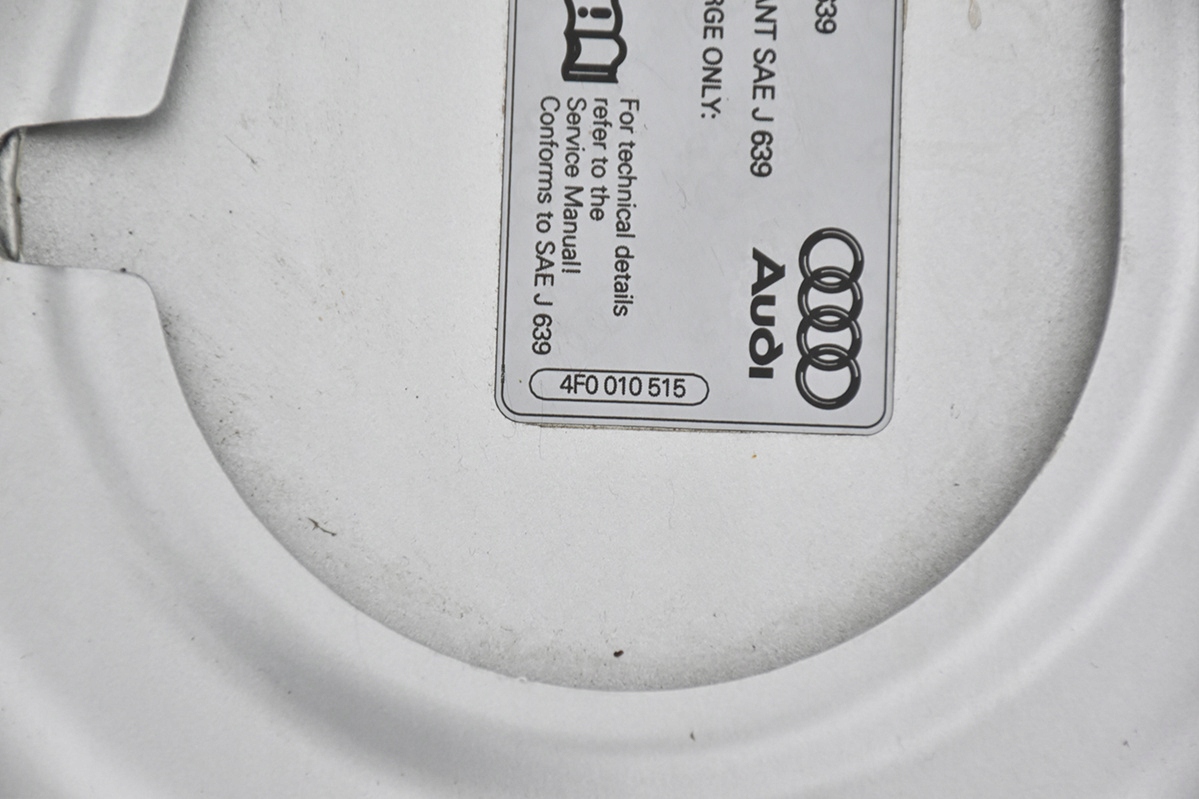 639
ANT SAE J 639
RGE ONLY:
Audi
For technical details
refer to the
Service Manual!
Conforms to SAE J 639
4F0 010 515